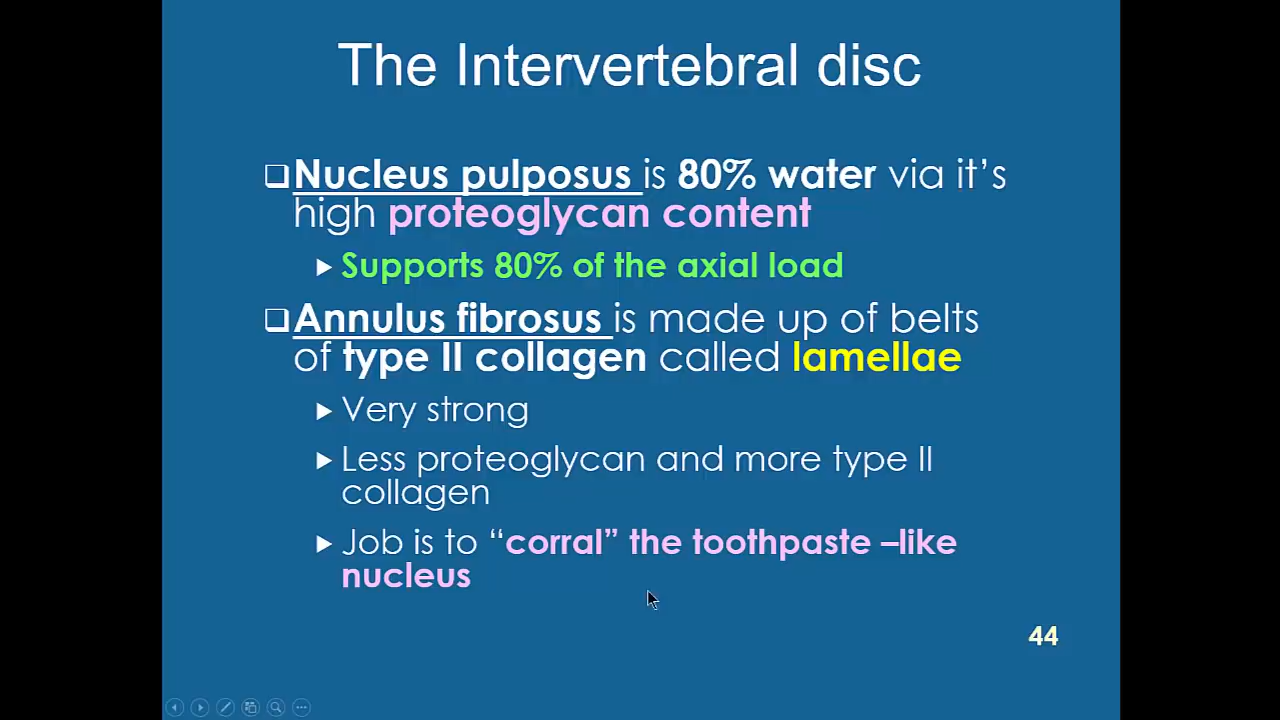 The Intervertebral disc
Nucleus pulposus is 80% water via it's
high proteoglycan content
Supports 80% of the axial load
Annulus fibrosus is made up of belts
of type II collagen called lamellae
Very strong
Less proteoglycan and more type II
collagen
Job is to “corral” the toothpaste –like
nucleus
44